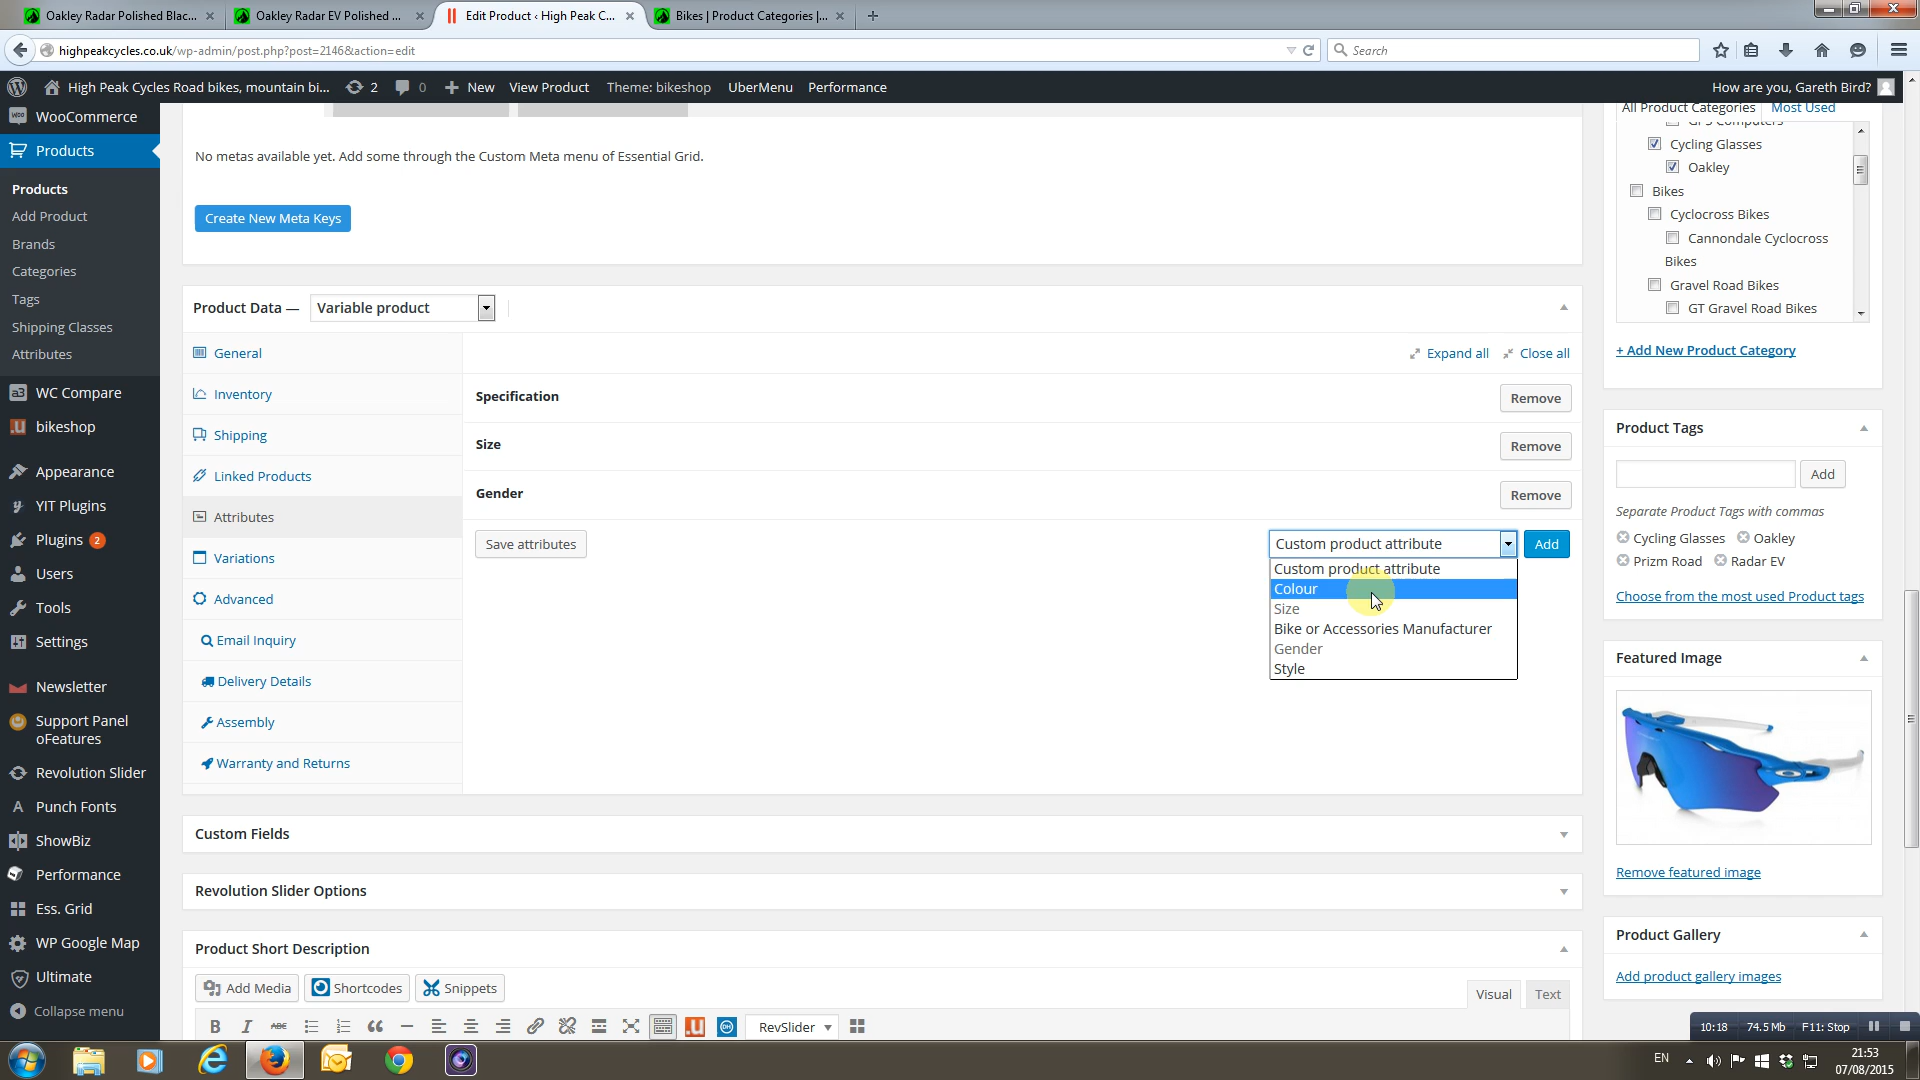 Oakley Radar Polished Blac...
Oakley Radar EV Polished ...
Edit Product ‹ High Peak C...
Bikes | Product Categories |...
highpeakcycles.co.uk/wp-admin/post.php?post=2146&action=edit
Search
High Peak Cycles Road bikes, mountain bi...
2
0
New
View Product
Theme: bikeshop
UberMenu
Performance
How are you, Gareth Bird?
WooCommerce
Products
Products
Add Product
Brands
Categories
Tags
Shipping Classes
Attributes
WC Compare
bikeshop
Appearance
YIT Plugins
Plugins 2
Users
Tools
Settings
Newsletter
Support Panel
oFeatures
Revolution Slider
Punch Fonts
ShowBiz
Performance
Ess. Grid
WP Google Map
Ultimate
Collapse menu
No metas available yet. Add some through the Custom Meta menu of Essential Grid.
Create New Meta Keys
Product Data —
Variable product
General
Inventory
Shipping
Linked Products
Attributes
Variations
Advanced
Email Inquiry
Delivery Details
Assembly
Warranty and Returns
Expand all
Close all
Specification
Remove
Size
Remove
Gender
Remove
Save attributes
Custom product attribute
Add
Custom product attribute
Colour
Size
Bike or Accessories Manufacturer
Gender
Style
Custom Fields
Revolution Slider Options
Product Short Description
Add Media
Shortcodes
Snippets
Visual
Text
B
I
ABC
RevSlider
All Product Categories
Most Used
GPS Computers
Cycling Glasses
Oakley
Bikes
Cyclocross Bikes
Cannondale Cyclocross
Bikes
Gravel Road Bikes
GT Gravel Road Bikes
+ Add New Product Category
Product Tags
Add
Separate Product Tags with commas
Cycling Glasses
Oakley
Prizm Road
Radar EV
Choose from the most used Product tags
Featured Image
Remove featured image
Product Gallery
Add product gallery images
10:18
74.5 Mb
F11: Stop
EN
21:53
07/08/2015